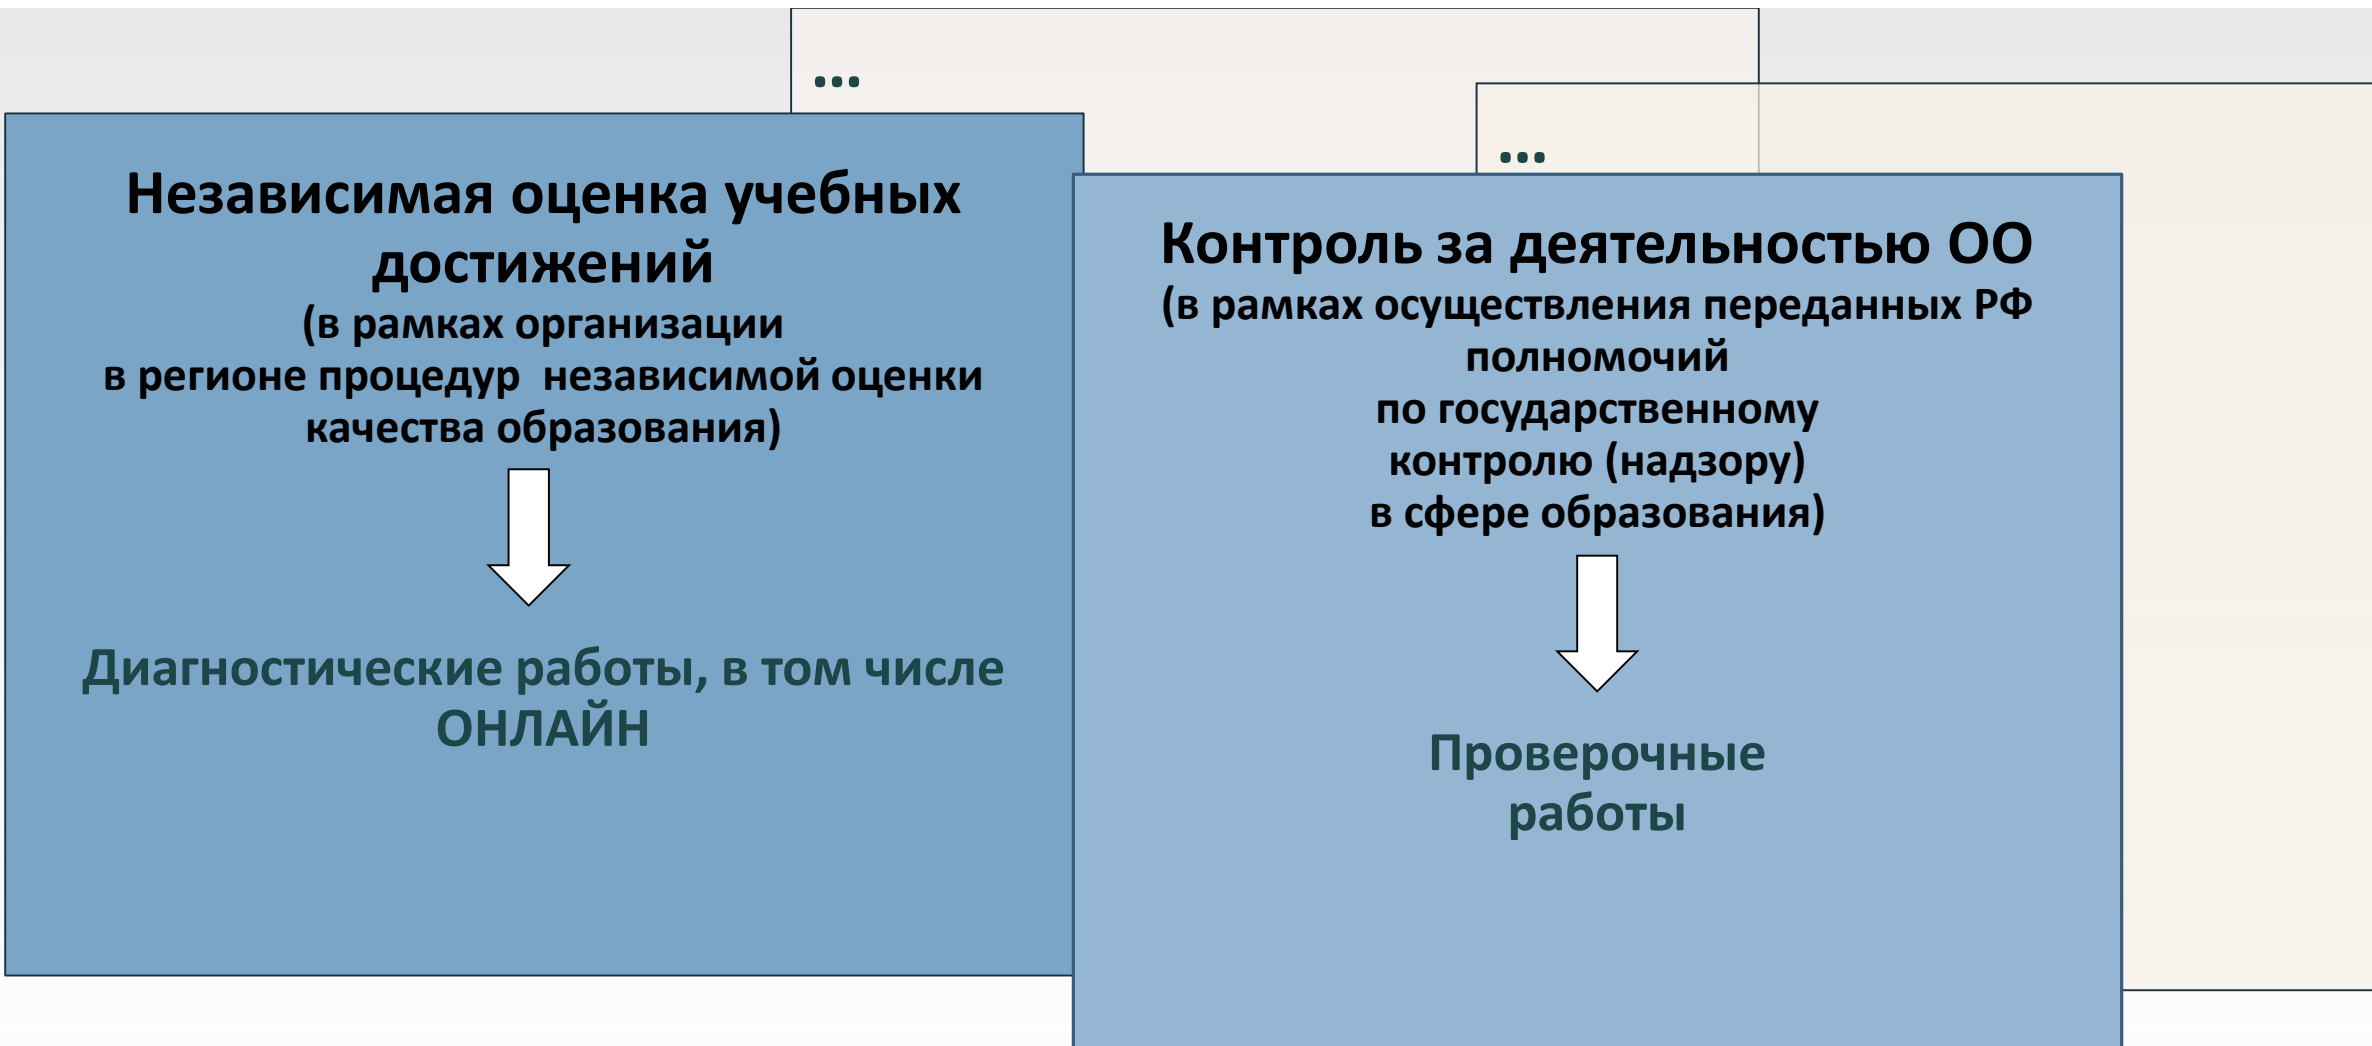 …
…
Независимая оценка учебных
достижений
(в рамках организации
в регионе процедур независимой оценки
качества образования)
Диагностические работы, в том числе
ОНЛАЙН
Контроль за деятельностью ОО
(в рамках осуществления переданных РФ
полномочий
по государственному
контролю (надзору)
в сфере образования)
Проверочные
работы